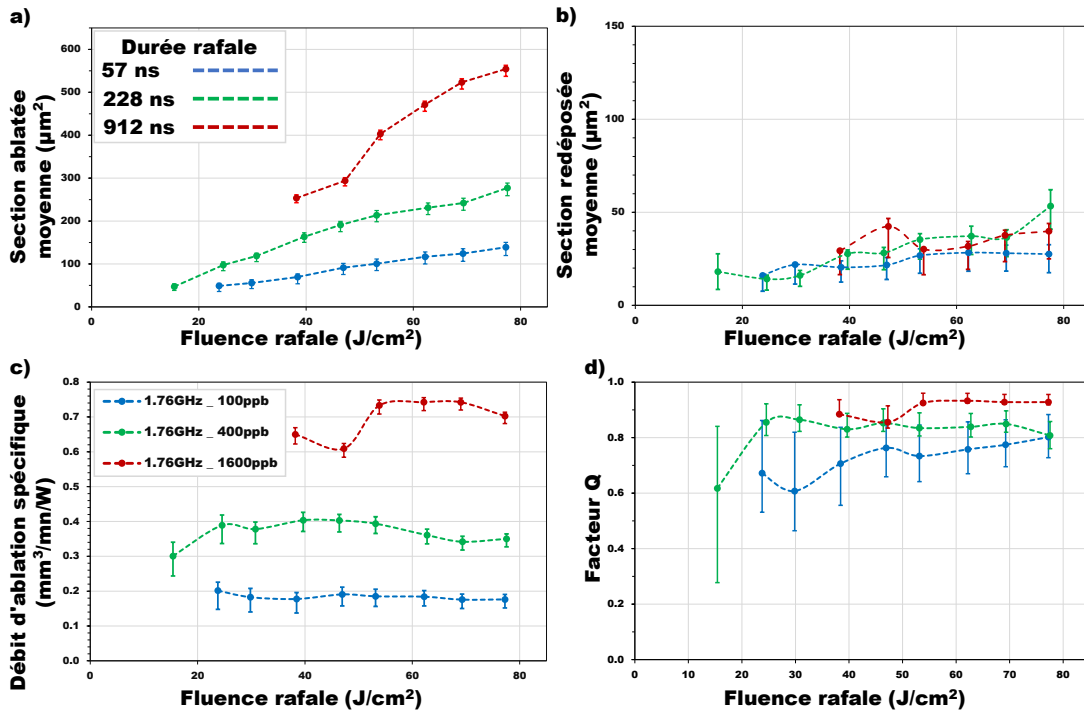 a)
Section ablatée
moyenne (µm²)
600
500
400
300
200
100
0
Durée rafale
57 ns
228 ns
912 ns
0 20 40 60 80
Fluence rafale (J/cm²)
b)
Section redéposée
moyenne (µm²)
150
100
50
0
0 20 40 60 80
Fluence rafale (J/cm²)
c)
Débit d'ablation spécifique
(mm³/mn/W)
0.8
0.7
0.6
0.5
0.4
0.3
0.2
0.1
0.0
1.76GHz _ 100ppb
1.76GHz _ 400ppb
1.76GHz _ 1600ppb
0 20 40 60 80
Fluence rafale (J/cm²)
d)
Facteur Q
1.0
0.8
0.6
0.4
0.2
0.0
0 20 40 60 80
Fluence rafale (J/cm²)